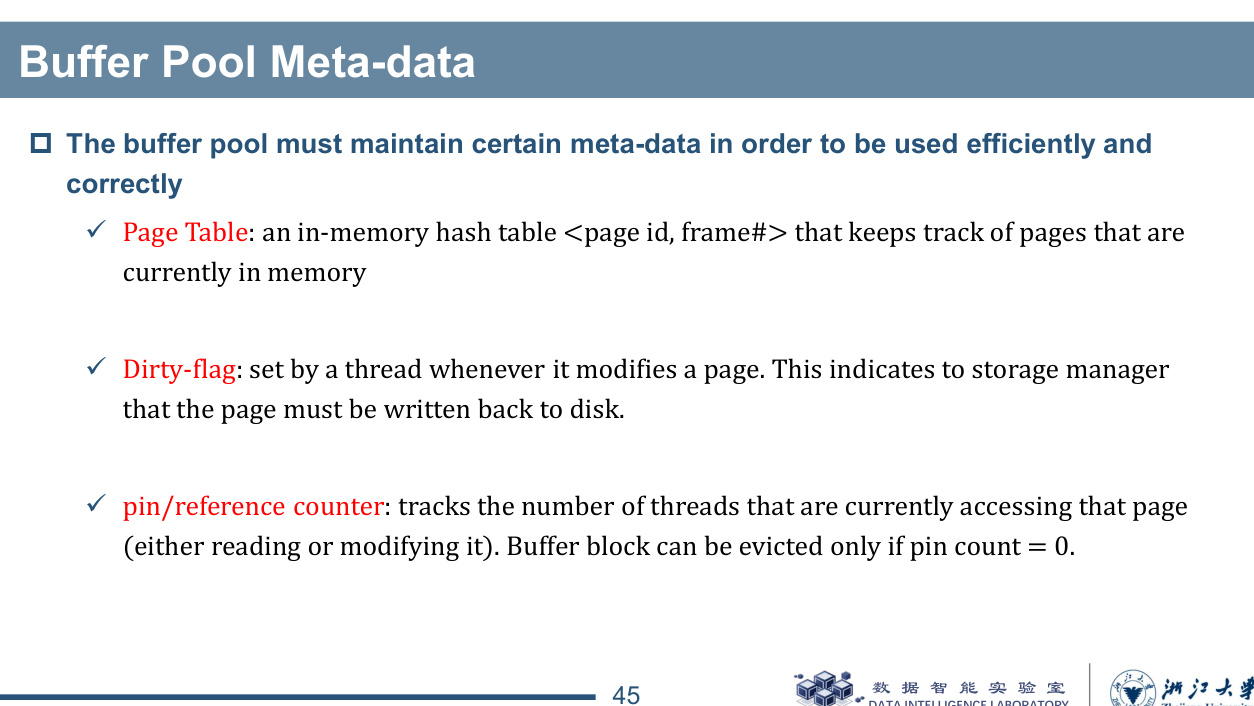 Buffer Pool Meta-data
The buffer pool must maintain certain meta-data in order to be used efficiently and
correctly
Page Table: an in-memory hash table <page id, frame#> that keeps track of pages that are
currently in memory
Dirty-flag: set by a thread whenever it modifies a page. This indicates to storage manager
that the page must be written back to disk.
pin/reference counter: tracks the number of threads that are currently accessing that page
(either reading or modifying it). Buffer block can be evicted only if pin count = 0.
45
数据智能实验室
DATA INTELLIGENCE LABORATORY
浙江大学